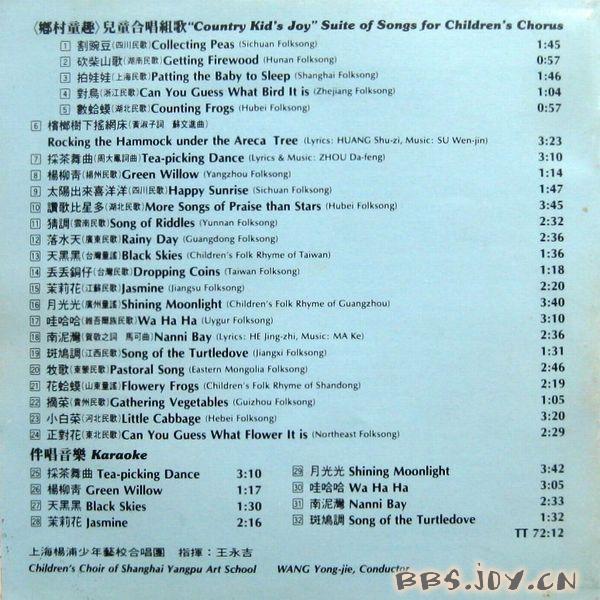 〈鄉村童趣〉兒童合唱組歌"Country Kid's Joy" Suite of Songs for Children's Chorus
1 割豌豆(四川民歌)Collecting Peas (Sichuan Folksong) 1:45
2 砍柴山歌(湖南民歌)Getting Firewood (Hunan Folksong) 0:57
3 拍娃娃(上海民歌)Patting the Baby to Sleep (Shanghai Folksong) 1:46
4 對鳥(浙江民歌)Can You Guess What Bird it is (Zhejiang Folksong) 1:04
5 數蛤蟆(湖北民歌)Counting Frogs (Hubei Folksong) 0:57
6 檳榔樹下搖網床(黃淑子詞 蘇文進曲)
Rocking the Hammock under the Areca Tree (Lyrics: HUANG Shu-zi, Music: SU Wen-jin) 3:23
7 採茶舞曲(周大風詞曲)Tea-picking Dance (Lyrics & Music: ZHOU Da-feng) 3:10
8 楊柳青(揚州民歌)Green Willow (Yangzhou Folksong) 1:14
9 太陽出來喜洋洋(四川民歌)Happy Sunrise (Sichuan Folksong) 1:47
10 讚歌比星多(湖北民歌)More Songs of Praise than Stars (Hubei Folksong) 3:45
11 猜調(雲南民歌)Song of Riddles (Yunnan Folksong) 2:32
12 落水天(廣東民歌)Rainy Day (Guangdong Folksong) 2:36
13 天黑黑(台灣童謠)Black Skies (Children's Folk Rhyme of Taiwan) 1:36
14 丟丟銅仔(台灣民歌)Dropping Coins (Taiwan Folksong) 1:18
15 茉莉花(江蘇民歌)Jasmine (Jiangsu Folksong) 2:20
16 月光光(廣州童謠)Shining Moonlight (Children's Folk Rhyme of Guangzhou) 3:40
17 哇哈哈(維吾爾族民歌)Wa Ha Ha (Uygur Folksong) 3:10
18 南泥灣(賀敬之詞 馬可曲)Nanni Bay (Lyrics: HE Jing-zhi, Music: MA Ke) 2:36
19 斑鳩調(江西民歌)Song of the Turtledove (Jiangxi Folksong) 1:31
20 牧歌(東蒙民歌)Pastoral Song (Eastern Mongolia Folksong) 2:46
21 花蛤蟆(山東童謠)Flowery Frogs (Children's Folk Rhyme of Shandong) 2:19
22 摘菜(貴州民歌)Gathering Vegetables (Guizhou Folksong) 1:05
23 小白菜(河北民歌)Little Cabbage (Hebei Folksong) 3:20
24 正對花(東北民歌)Can You Guess What Flower It is (Northeast Folksong) 2:29
伴唱音樂 Karaoke
25 採茶舞曲 Tea-picking Dance 3:10
26 楊柳青 Green Willow 1:17
27 天黑黑 Black Skies 1:30
28 茉莉花 Jasmine 2:16
29 月光光 Shining Moonlight 3:42
30 哇哈哈 Wa Ha Ha 3:05
31 南泥灣 Nanni Bay 2:33
32 斑鳩調 Song of the Turtledove 1:32
TT 72:12
上海楊浦少年藝校合唱團 指揮:王永吉
Children's Choir of Shanghai Yangpu Art School WANG Yong-jie, Conductor
BBS.JOY.CN